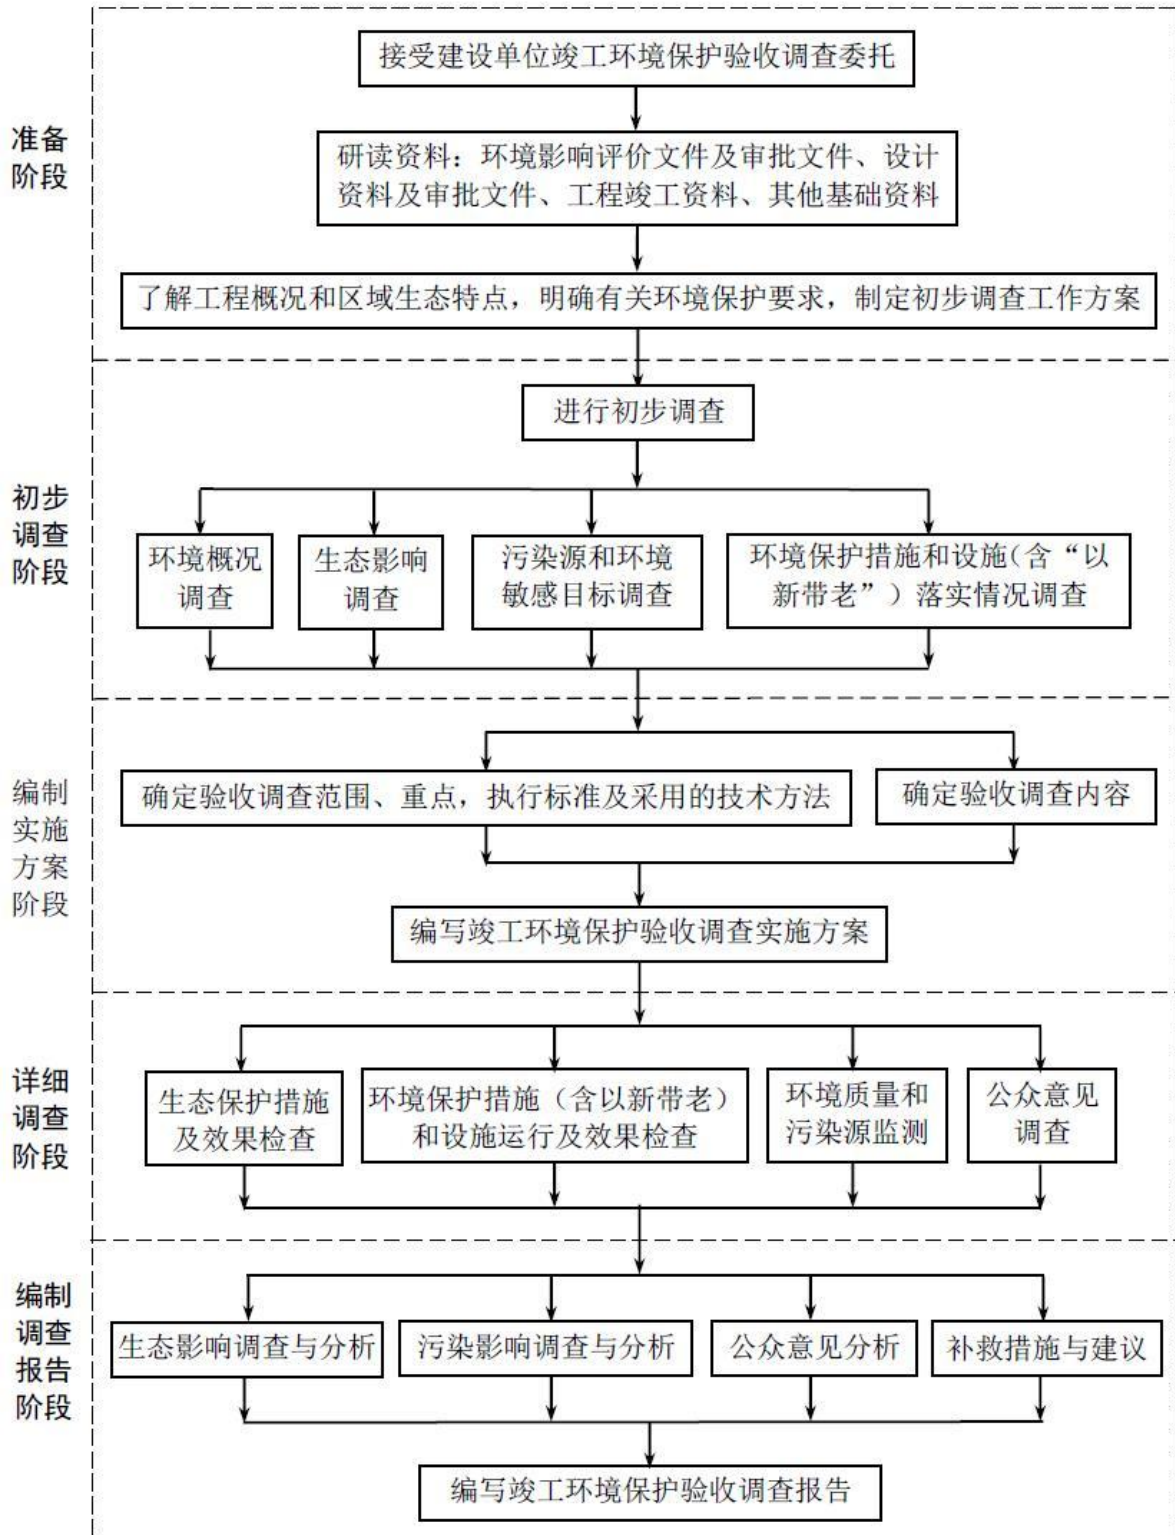 准备
阶段
接受建设单位竣工环境保护验收调查委托
研读资料：环境影响评价文件及审批文件、设计
资料及审批文件、工程竣工资料、其他基础资料
了解工程概况和区域生态特点，明确有关环境保护要求，制定初步调查工作方案
初步
调查
阶段
进行初步调查
环境概况
调查
生态影响
调查
污染源和环境
敏感目标调查
环境保护措施和设施（含“以
新带老”）落实情况调查
编制
实施
方案
阶段
确定验收调查范围、重点，执行标准及采用的技术方法
确定验收调查内容
编写竣工环境保护验收调查实施方案
详细
调查
阶段
生态保护措施
及效果检查
环境保护措施（含以新带老）
和设施运行及效果检查
环境质量和
污染源监测
公众意见
调查
编制
调查
报告
阶段
生态影响调查与分析
污染影响调查与分析
公众意见分析
补救措施与建议
编写竣工环境保护验收调查报告